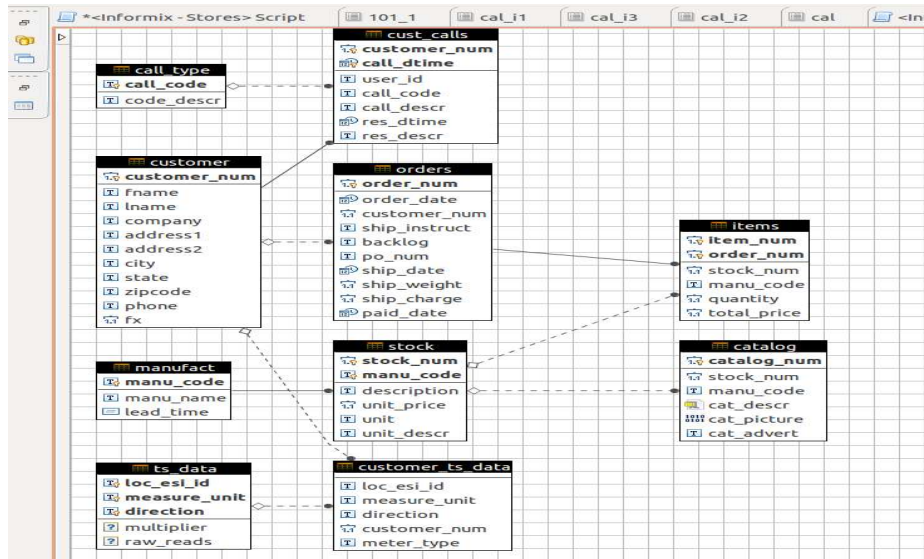 *<Informix - Stores> Script
101_1
cal_i1
cal_i3
cal_i2
cal
call_type
call_code
code_descr
cust_calls
customer_num
call_dtime
user_id
call_code
call_descr
res_dtime
res_descr
customer
customer_num
fname
lname
company
address1
address2
city
state
zipcode
phone
fx
orders
order_num
order_date
customer_num
ship_instruct
backlog
po_num
ship_date
ship_weight
ship_charge
paid_date
items
item_num
order_num
stock_num
manu_code
quantity
total_price
manufact
manu_code
manu_name
lead_time
stock
stock_num
manu_code
description
unit_price
unit
unit_descr
catalog
catalog_num
stock_num
manu_code
cat_descr
cat_picture
cat_advert
ts_data
loc_esi_id
measure_unit
direction
multiplier
raw_reads
customer_ts_data
loc_esi_id
measure_unit
direction
customer_num
meter_type